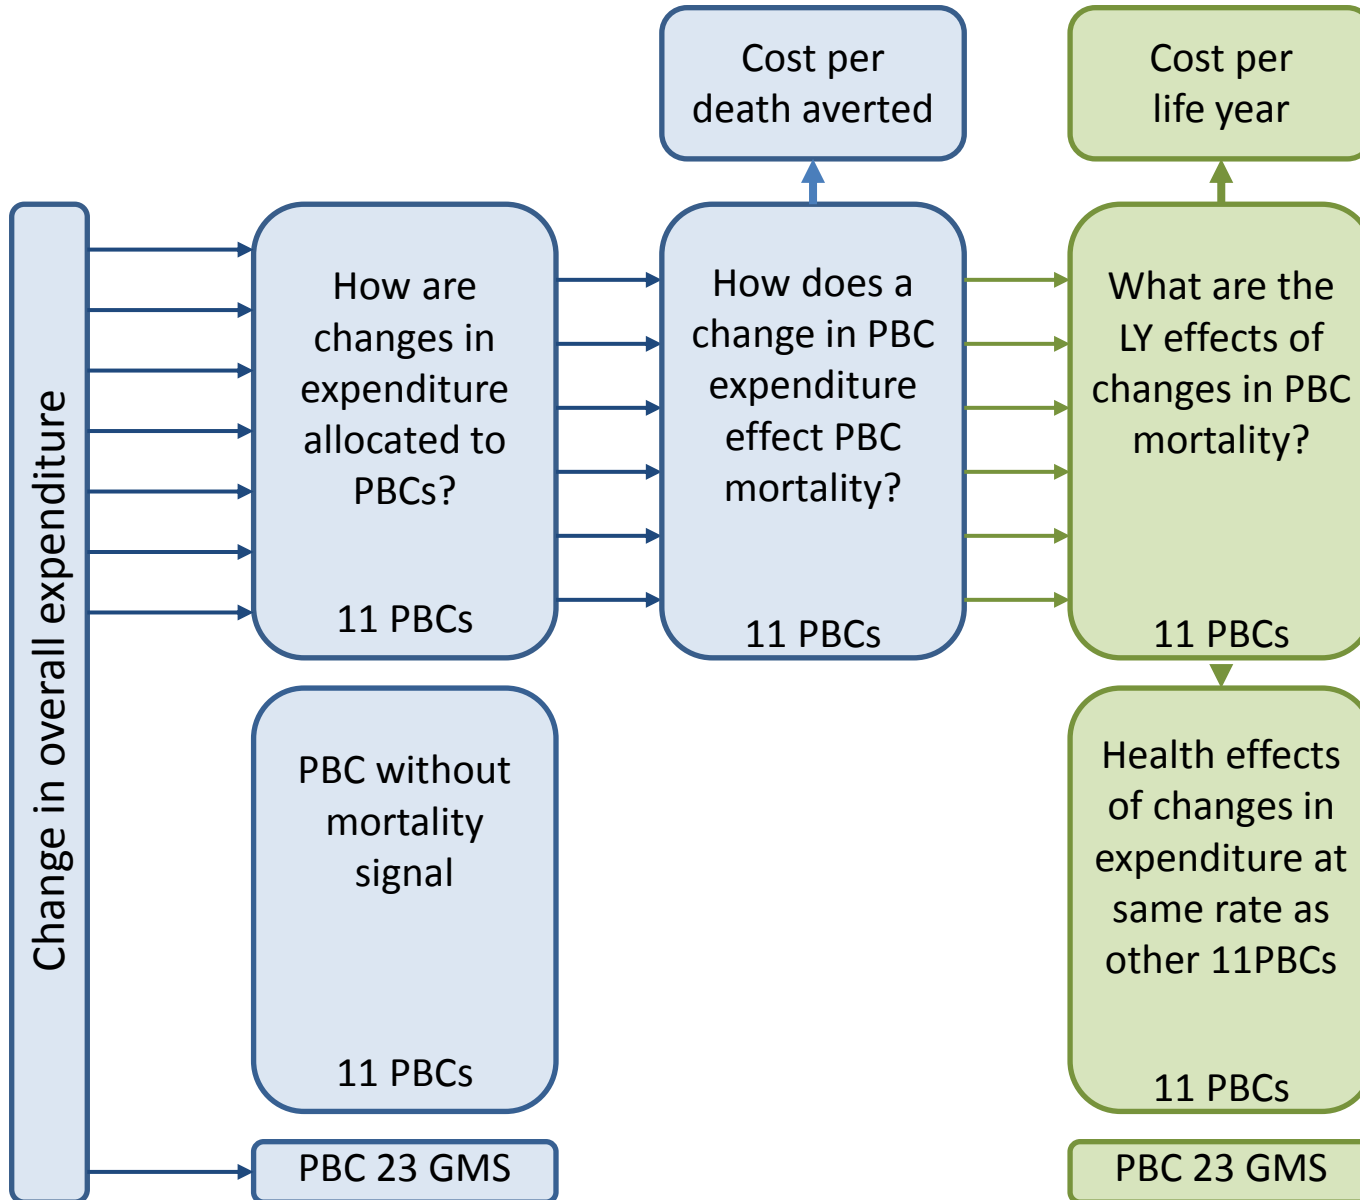 Cost per
death averted
Cost per
life year
Change in overall expenditure
How are
changes in
expenditure
allocated to
PBCs?
11 PBCs
How does a
change in PBC
expenditure
effect PBC
mortality?
11 PBCs
What are the
LY effects of
changes in PBC
mortality?
11 PBCs
PBC without
mortality
signal
11 PBCs
Health effects
of changes in
expenditure at
same rate as
other 11PBCs
11 PBCs
PBC 23 GMS
PBC 23 GMS